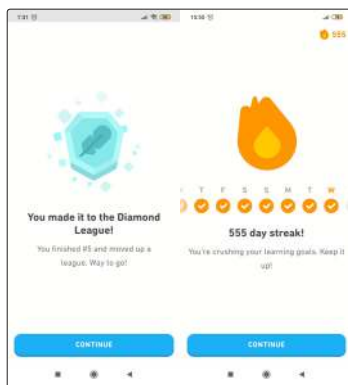 You made it to the Diamond
League!
You finished #5 and moved up a
league. Way to go!
CONTINUE
555
T F S S M T W
555 day streak!
You're crushing your learning goals. Keep it
up!
CONTINUE